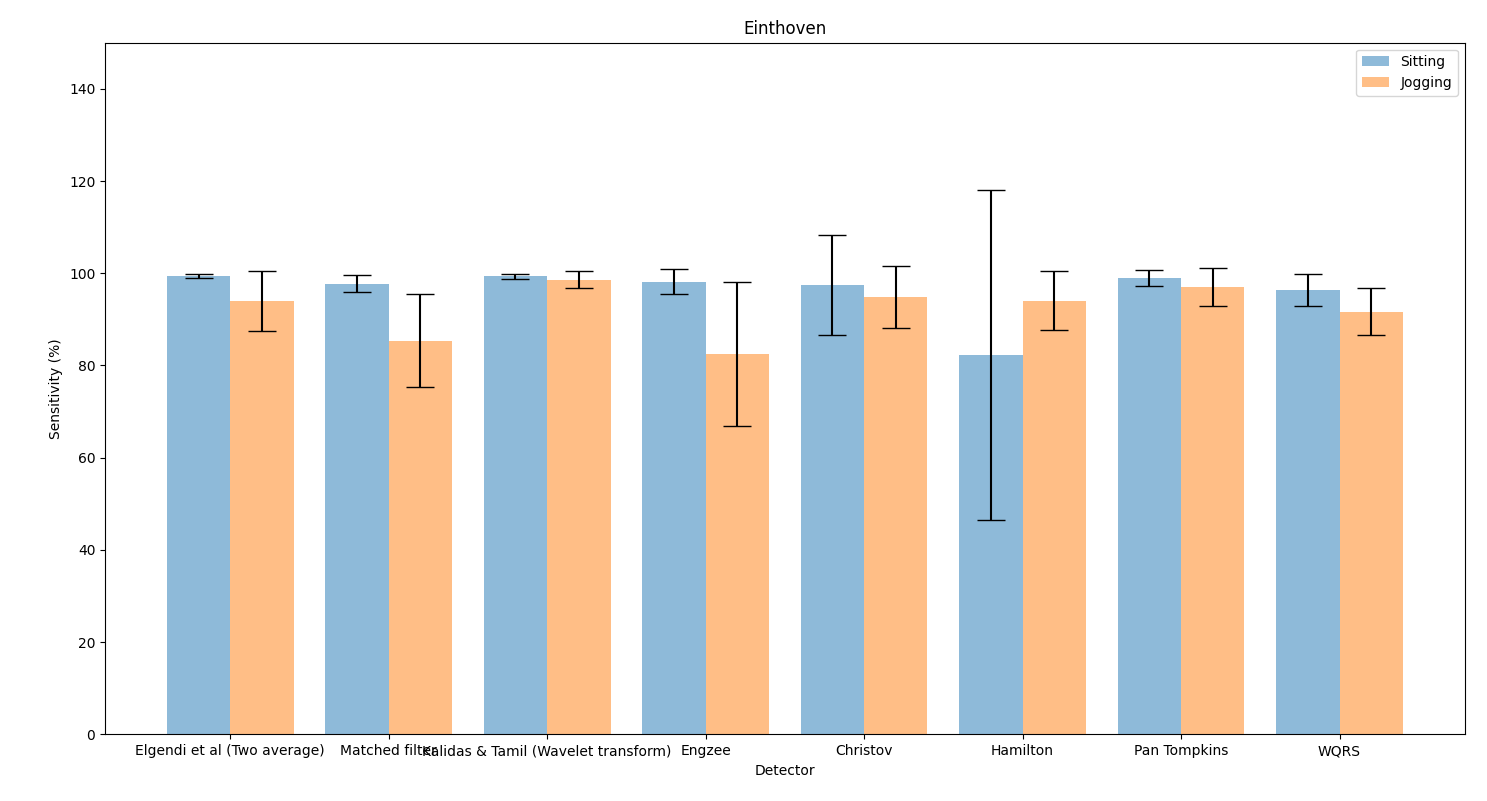 Einthoven
Sitting
Jogging
140
120
100
80
60
40
20
0
Sensitivity (%)
Elgendi et al (Two average)
Matched filter
Kalidas & Tamil (Wavelet transform)
Engzee
Christov
Hamilton
Pan Tompkins
WQRS
Detector